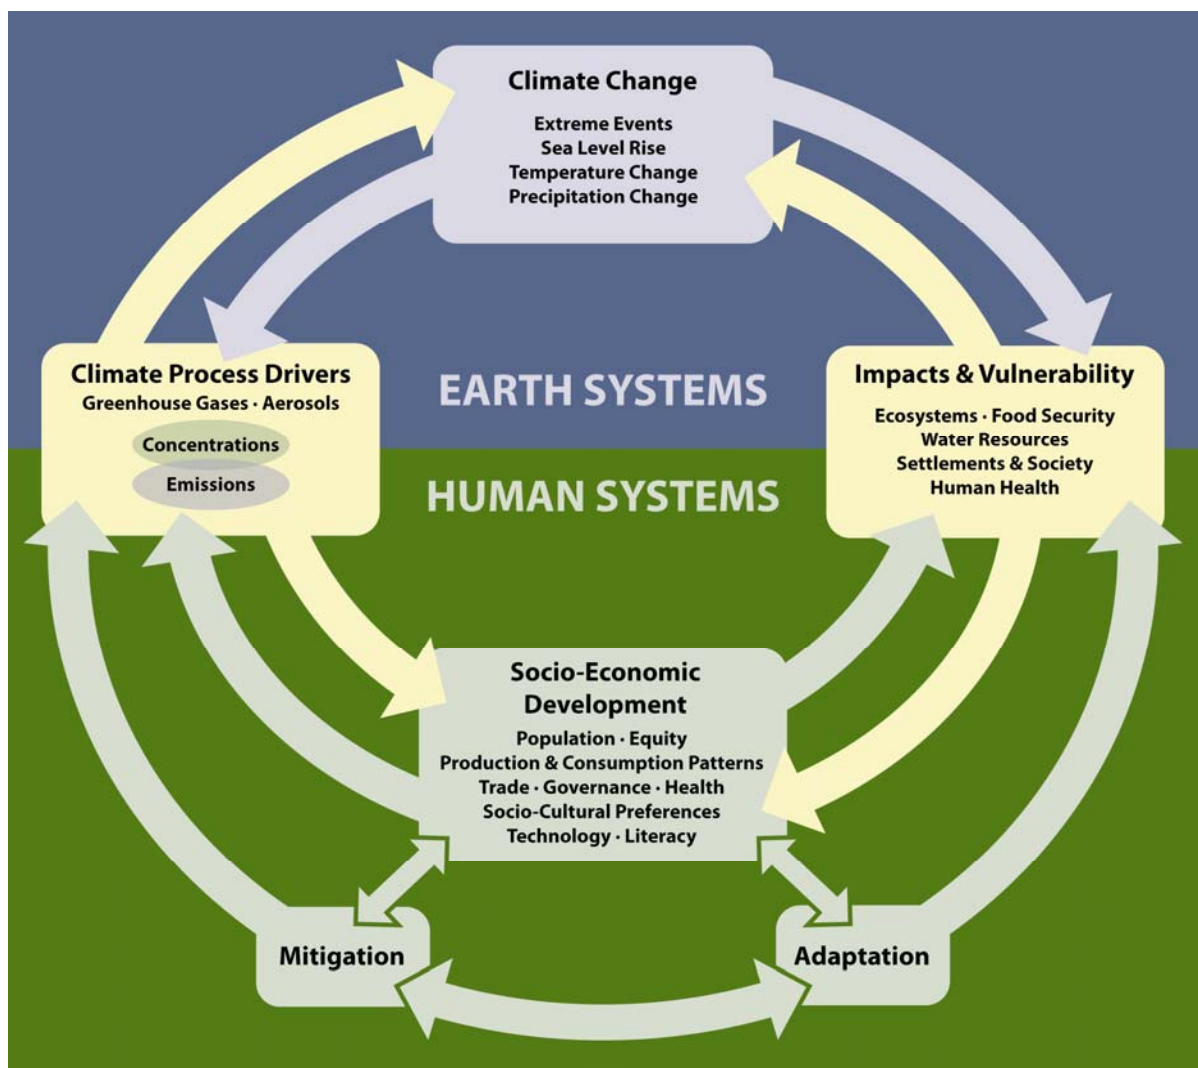 Climate Change
Extreme Events
Sea Level Rise
Temperature Change
Precipitation Change
Climate Process Drivers
Greenhouse Gases · Aerosols
Concentrations
Emissions
EARTH SYSTEMS
HUMAN SYSTEMS
Impacts & Vulnerability
Ecosystems · Food Security
Water Resources
Settlements & Society
Human Health
Socio-Economic
Development
Population · Equity
Production & Consumption Patterns
Trade · Governance · Health
Socio-Cultural Preferences
Technology · Literacy
Mitigation
Adaptation